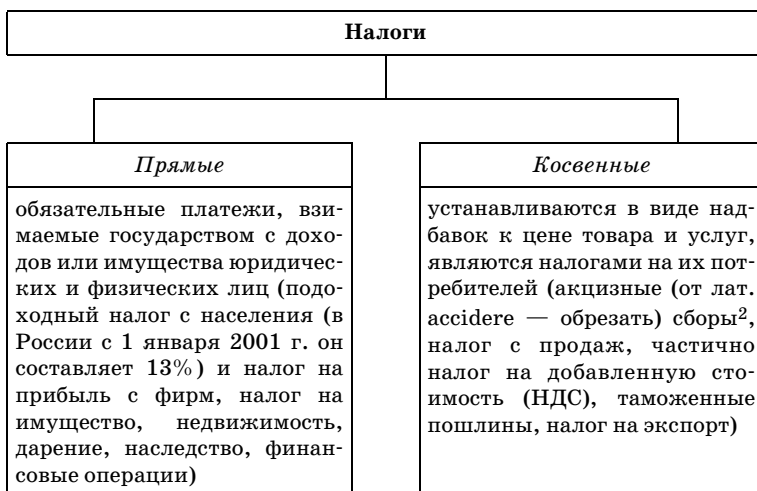 Налоги
Прямые
обязательные платежи, взи-
маемые государством с дохо-
дов или имущества юридичес-
ких и физических лиц (подо-
ходный налог с населения (в
России с 1 января 2001 г. он
составляет 13%) и налог на
прибыль с фирм, налог на
имущество, недвижимость,
дарение, наследство, финан-
совые операции)
Косвенные
устанавливаются в виде над-
бавок к цене товара и услуг,
являются налогами на их пот-
ребителей (акцизные (от лат.
accidere — обрезать) сборы²,
налог с продаж, частично
налог на добавленную сто-
имость (НДС), таможенные
пошлины, налог на экспорт)